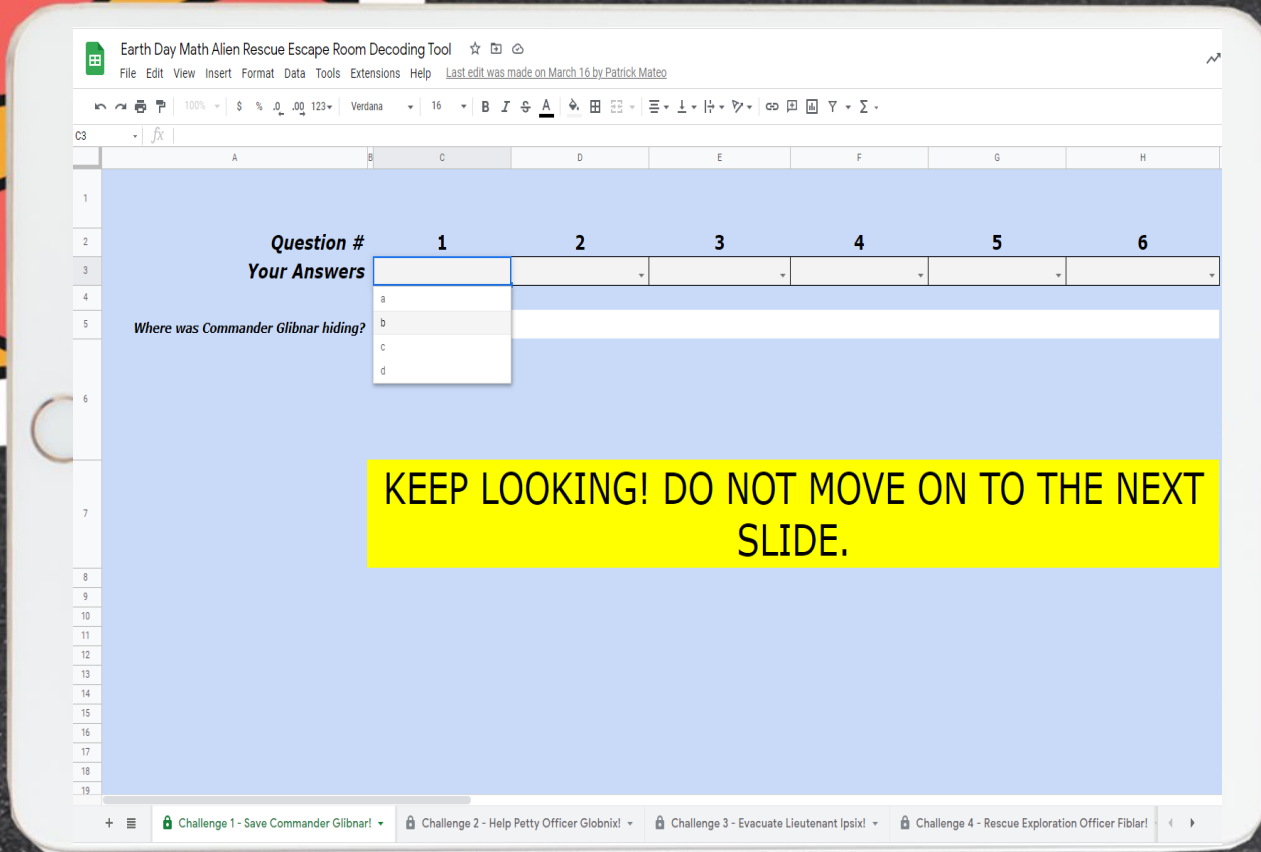 Earth Day Math Alien Rescue Escape Room Decoding Tool
File Edit View Insert Format Data Tools Extensions Help Last edit was made on March 16 by Patrick Mateo
100% $ % .0 .00 123 Verdana 16 B I S A
C3 fx
A B C D E F G H
1
2 Question # 1 2 3 4 5 6
3 Your Answers
4 a
5 Where was Commander Glibnar hiding? b
c
d
6
7 KEEP LOOKING! DO NOT MOVE ON TO THE NEXT
SLIDE.
8
9
10
11
12
13
14
15
16
17
18
19
+ Challenge 1 - Save Commander Glibnar! Challenge 2 - Help Petty Officer Globnix! Challenge 3 - Evacuate Lieutenant Ipsix! Challenge 4 - Rescue Exploration Officer Fiblar!